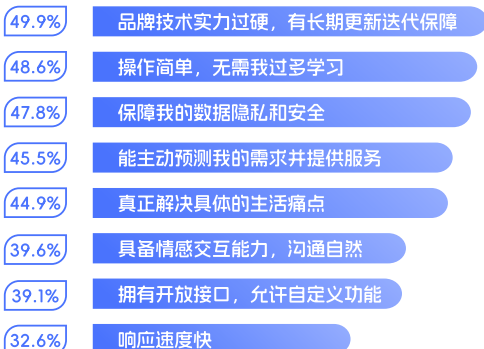 49.9% 品牌技术实力过硬，有长期更新迭代保障
48.6% 操作简单，无需我过多学习
47.8% 保障我的数据隐私和安全
45.5% 能主动预测我的需求并提供服务
44.9% 真正解决具体的生活痛点
39.6% 具备情感交互能力，沟通自然
39.1% 拥有开放接口，允许自定义功能
32.6% 响应速度快